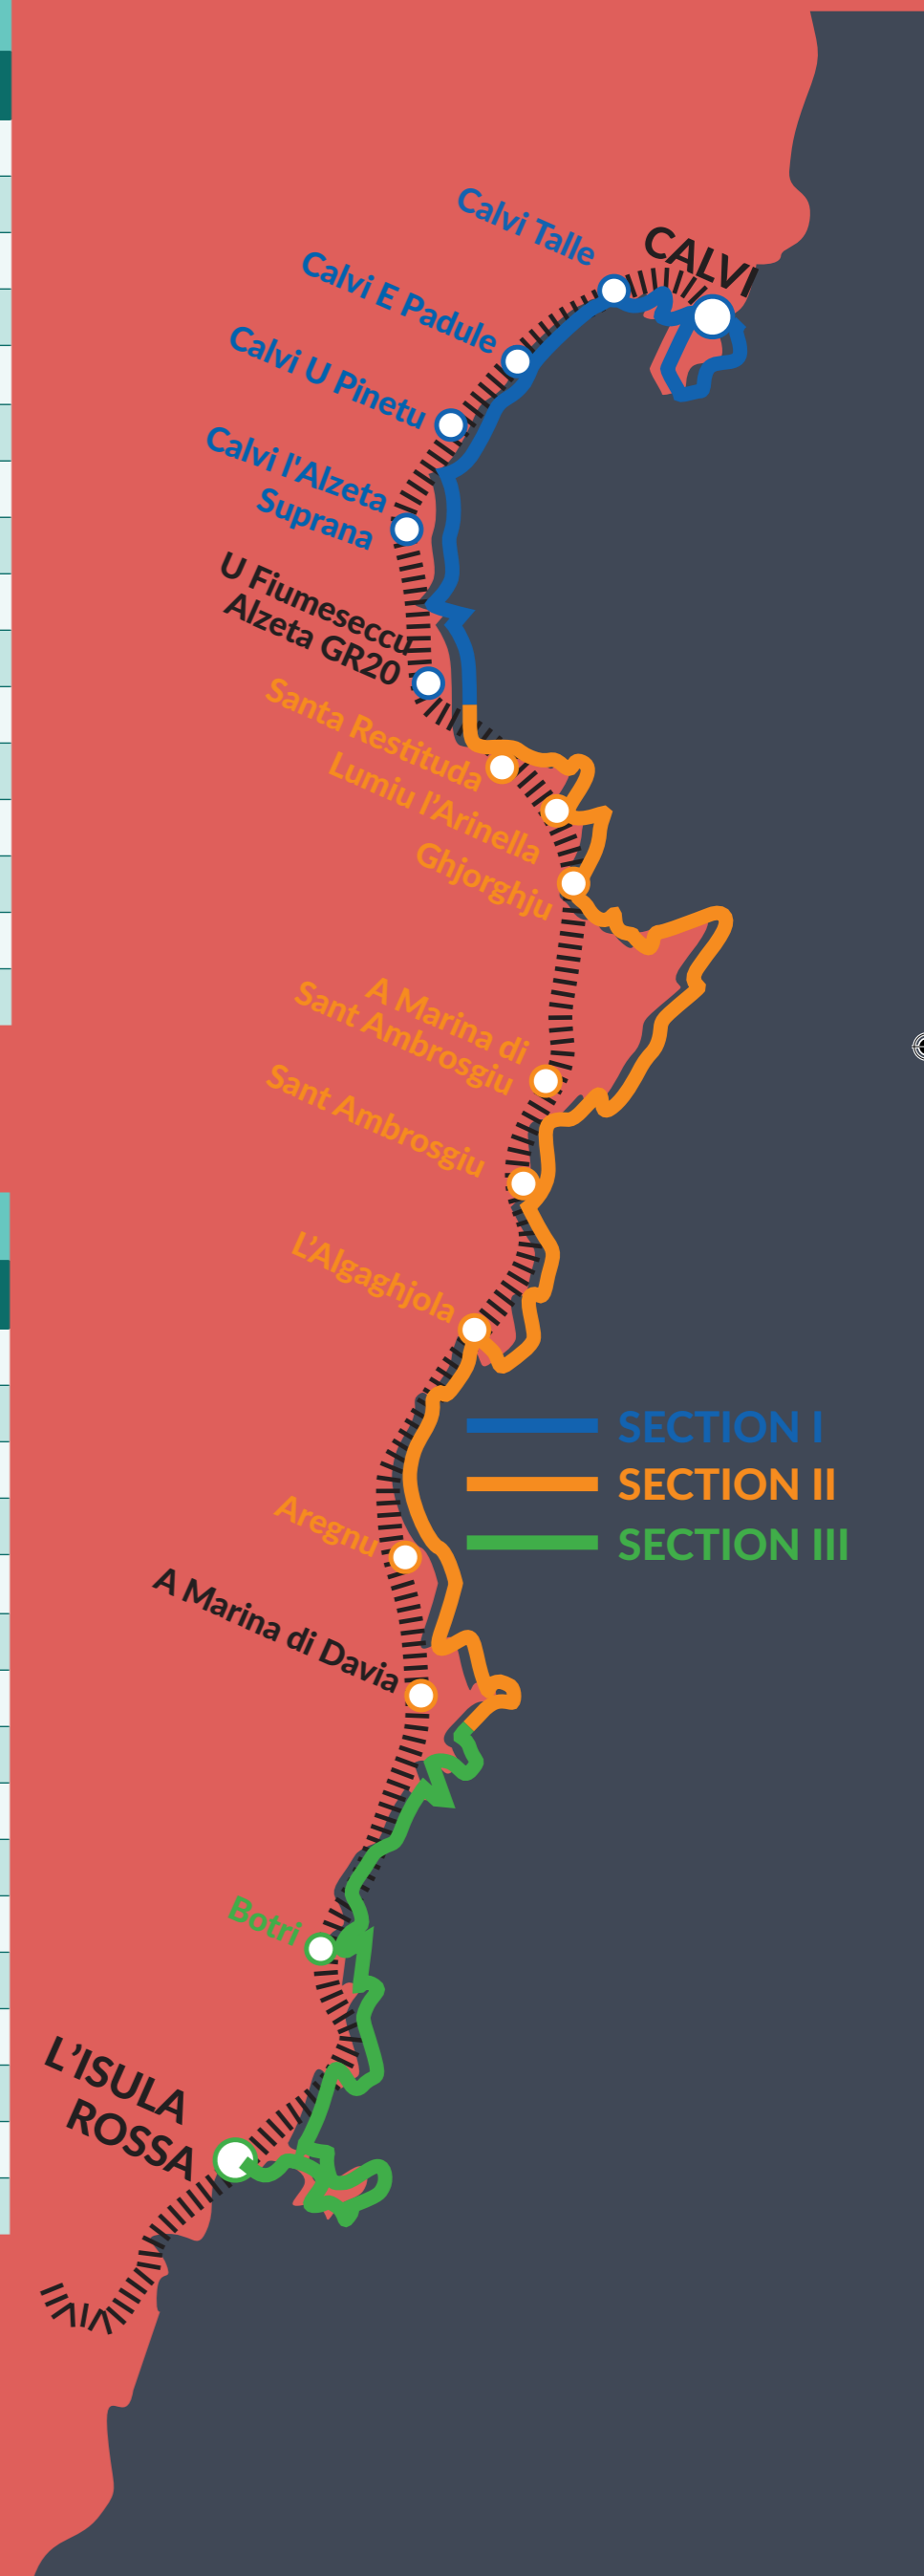 Calvi Talle
CALVI
Calvi E Padule
Calvi U Pinetu
Calvi l'Alzeta
Suprana
U Fiumeseccu
Alzeta GR20
Santa Restituda
Lumiu l’Arinella
Ghjorghju
A Marina di
Sant Ambrosgiu
Sant Ambrosgiu
L’Algaghjola
SECTION I
SECTION II
SECTION III
Aregnu
A Marina di Davia
Botri
L’ISULA
ROSSA